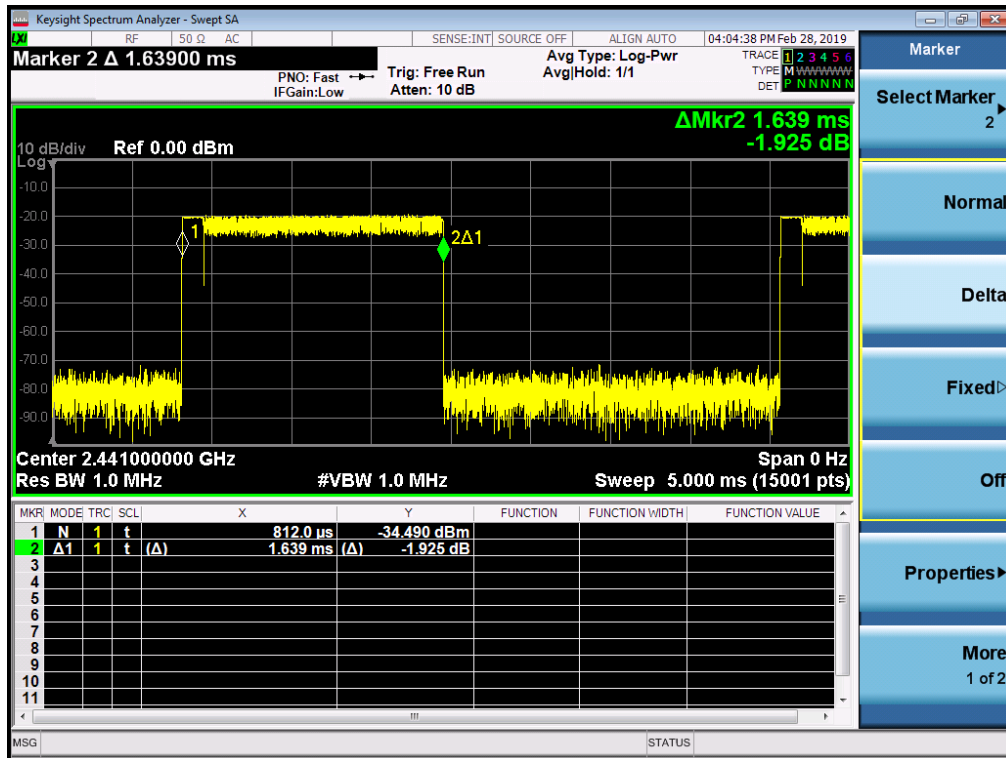 Keysight Spectrum Analyzer - Swept SA
LXI RF 50 Ω AC SENSE:INT SOURCE OFF ALIGN AUTO 04:04:38 PM Feb 28, 2019
Marker 2 Δ 1.63900 ms
PNO: Fast
IFGain:Low
Trig: Free Run
Atten: 10 dB
Avg Type: Log-Pwr
Avg|Hold: 1/1
TRACE 1 2 3 4 5 6
TYPE M W W W W W
DET P N N N N N
ΔMkr2 1.639 ms
-1.925 dB
10 dB/div Ref 0.00 dBm
Log
-10.0
-20.0
-30.0
-40.0
-50.0
-60.0
-70.0
-80.0
-90.0
1
2Δ1
Center 2.441000000 GHz Span 0 Hz
Res BW 1.0 MHz #VBW 1.0 MHz Sweep 5.000 ms (15001 pts)
MKR MODE TRC SCL X Y FUNCTION FUNCTION WIDTH FUNCTION VALUE
1 N 1 t 812.0 µs -34.490 dBm
2 Δ1 1 t (Δ) 1.639 ms (Δ) -1.925 dB
3
4
5
6
7
8
9
10
11
MSG STATUS
Marker
Select Marker
2
Normal
Delta
Fixed
Off
Properties
More
1 of 2